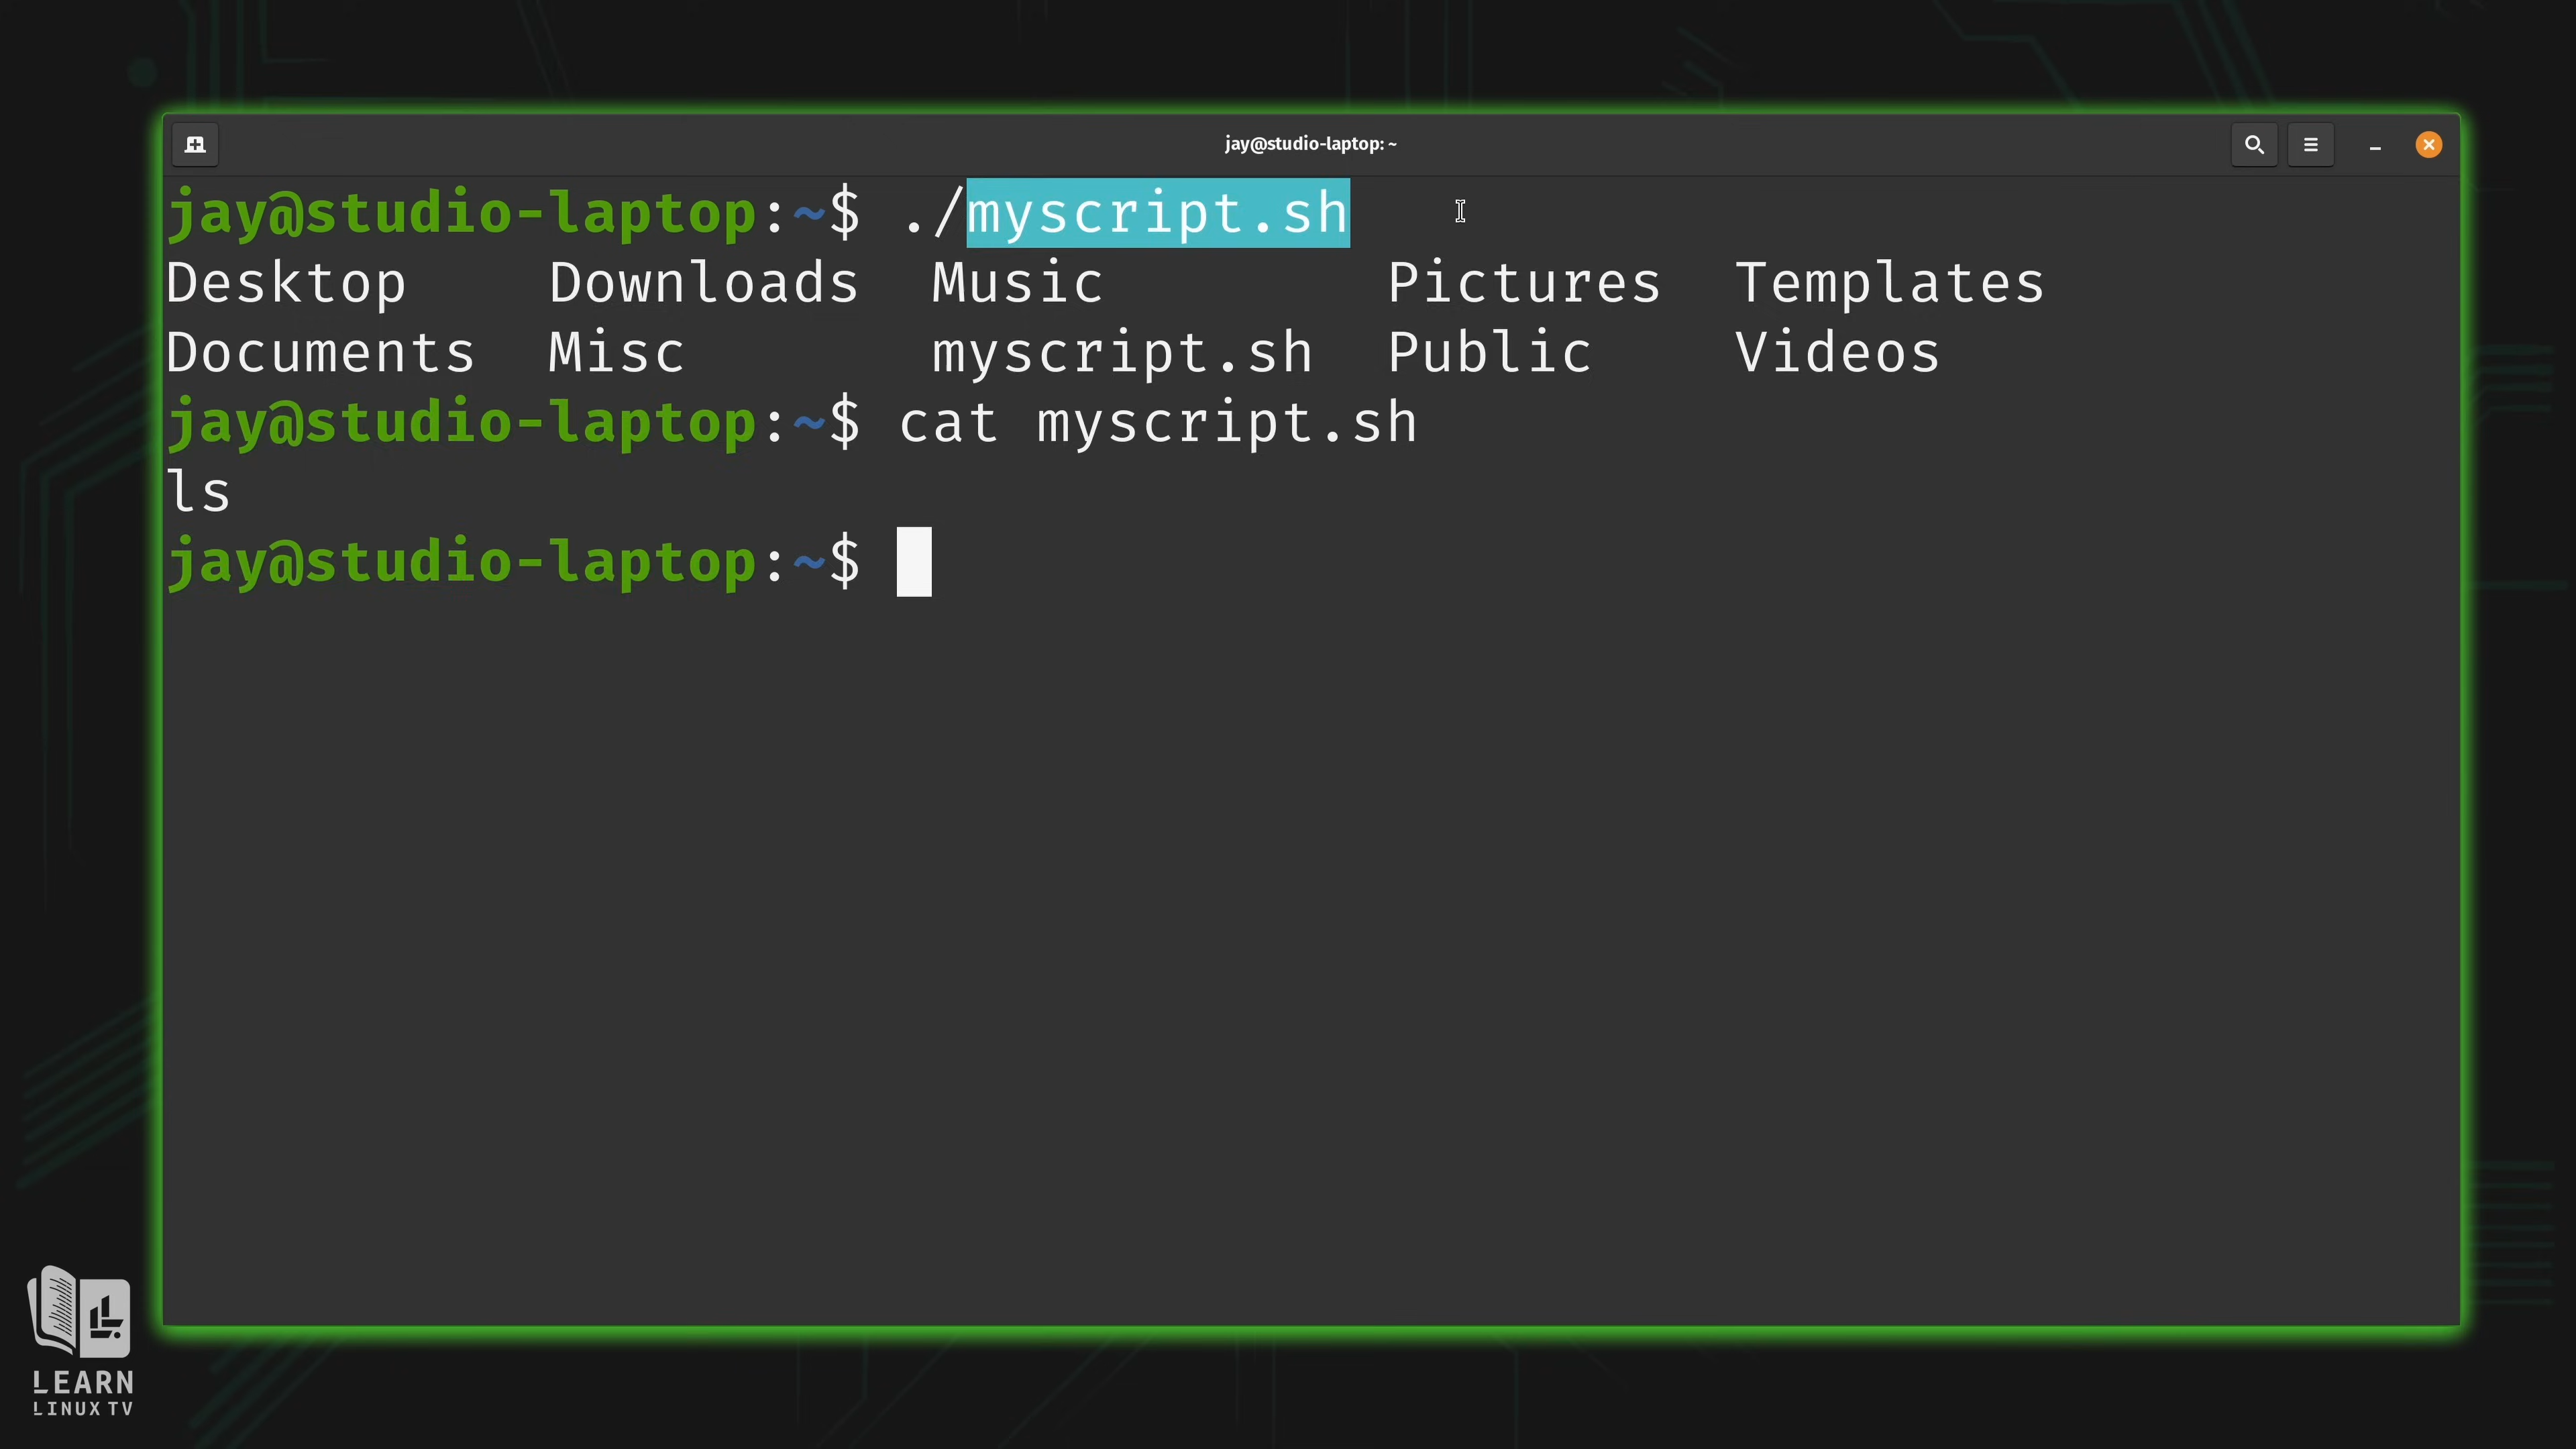 jay@studio-laptop: ~
jay@studio-laptop:~$ ./myscript.sh
Desktop Downloads Music Pictures Templates
Documents Misc myscript.sh Public Videos
jay@studio-laptop:~$ cat myscript.sh
ls
jay@studio-laptop:~$
LEARN
LINUX TV